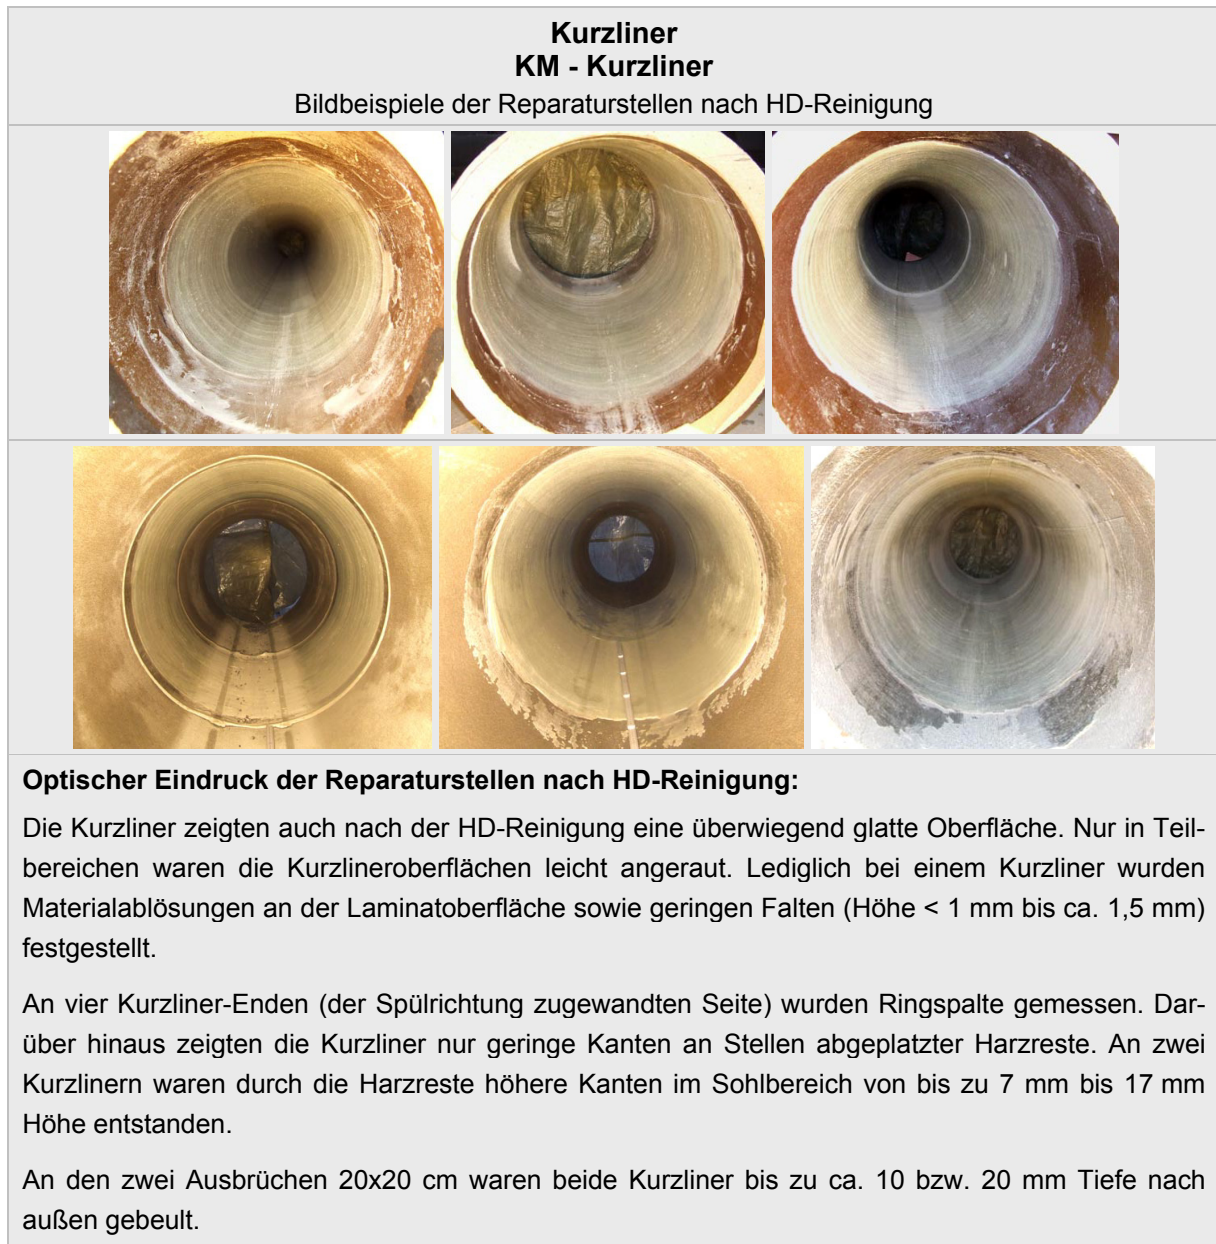 Kurzliner
KM - Kurzliner
Bildbeispiele der Reparaturstellen nach HD-Reinigung
Optischer Eindruck der Reparaturstellen nach HD-Reinigung:
Die Kurzliner zeigten auch nach der HD-Reinigung eine überwiegend glatte Oberfläche. Nur in Teil-
bereichen waren die Kurzlineroberflächen leicht angeraut. Lediglich bei einem Kurzliner wurden
Materialablösungen an der Laminatoberfläche sowie geringen Falten (Höhe < 1 mm bis ca. 1,5 mm)
festgestellt.
An vier Kurzliner-Enden (der Spülrichtung zugewandten Seite) wurden Ringspalte gemessen. Dar-
über hinaus zeigten die Kurzliner nur geringe Kanten an Stellen abgeplatzter Harzreste. An zwei
Kurzlinern waren durch die Harzreste höhere Kanten im Sohlbereich von bis zu 7 mm bis 17 mm
Höhe entstanden.
An den zwei Ausbrüchen 20x20 cm waren beide Kurzliner bis zu ca. 10 bzw. 20 mm Tiefe nach
außen gebeult.